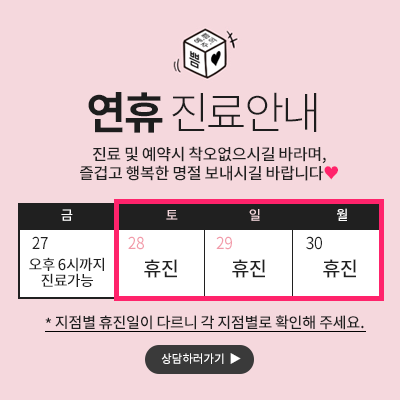 쁨
연휴 진료안내
진료 및 예약시 착오없으시길 바라며,
즐겁고 행복한 명절 보내시길 바랍니다♥
금 토 일 월
27 28 29 30
오후 6시까지
진료가능
휴진 휴진 휴진
* 지점별 휴진일이 다르니 각 지점별로 확인해 주세요.
상담하러가기 ▶